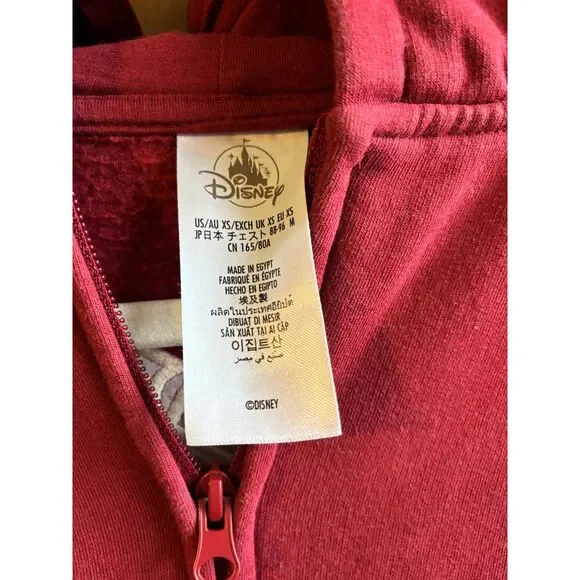 DISNEY
US/AU XS/EXCH UK XS EU XS
JP日本 チェスト 88-96 M
CN 165/80A
MADE IN EGYPT
FABRIQUÉ EN ÉGYPTE
HECHO EN EGIPTO
埃及製
ผลิตในประเทศอียิปต์
DIBUAT DI MESIR
SẢN XUẤT TẠI AI CẬP
이집트산
صنع في مصر
©DISNEY